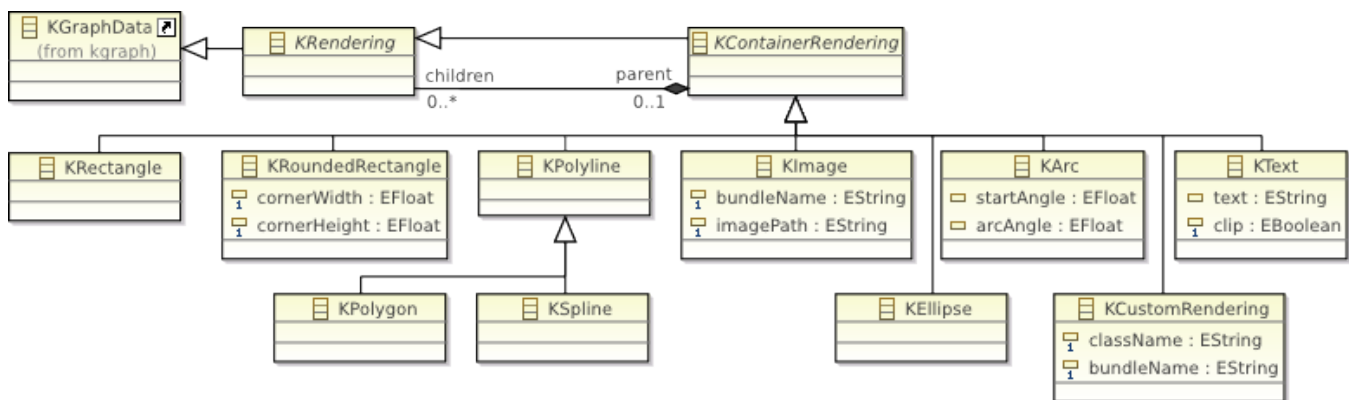 KGraphData
(from kgraph)
KRendering
KContainerRendering
children
parent
0..*
0..1
KRectangle
KRoundedRectangle
cornerWidth : EFloat
cornerHeight : EFloat
KPolyline
KImage
bundleName : EString
imagePath : EString
KArc
startAngle : EFloat
arcAngle : EFloat
KText
text : EString
clip : EBoolean
KPolygon
KSpline
KEllipse
KCustomRendering
className : EString
bundleName : EString